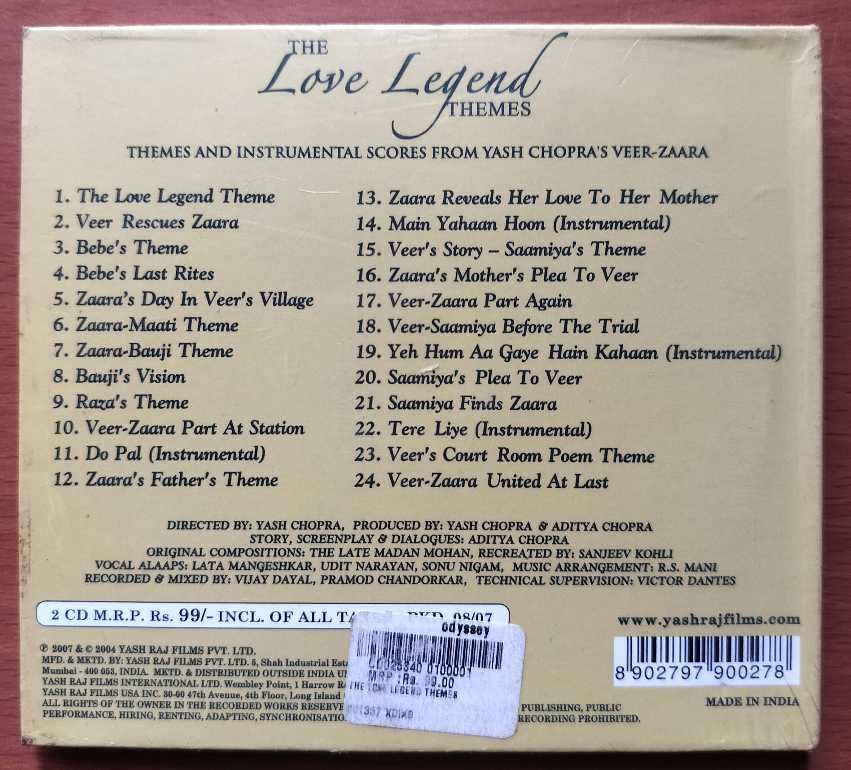 THE
Love Legend
THEMES
THEMES AND INSTRUMENTAL SCORES FROM YASH CHOPRA'S VEER-ZAARA
1. The Love Legend Theme
2. Veer Rescues Zaara
3. Bebe's Theme
4. Bebe's Last Rites
5. Zaara's Day In Veer's Village
6. Zaara-Maati Theme
7. Zaara-Bauji Theme
8. Bauji's Vision
9. Raza's Theme
10. Veer-Zaara Part At Station
11. Do Pal (Instrumental)
12. Zaara's Father's Theme
13. Zaara Reveals Her Love To Her Mother
14. Main Yahaan Hoon (Instrumental)
15. Veer's Story – Saamiya's Theme
16. Zaara's Mother's Plea To Veer
17. Veer-Zaara Part Again
18. Veer-Saamiya Before The Trial
19. Yeh Hum Aa Gaye Hain Kahaan (Instrumental)
20. Saamiya's Plea To Veer
21. Saamiya Finds Zaara
22. Tere Liye (Instrumental)
23. Veer's Court Room Poem Theme
24. Veer-Zaara United At Last
DIRECTED BY: YASH CHOPRA, PRODUCED BY: YASH CHOPRA & ADITYA CHOPRA
STORY, SCREENPLAY & DIALOGUES: ADITYA CHOPRA
ORIGINAL COMPOSITIONS: THE LATE MADAN MOHAN, RECREATED BY: SANJEEV KOHLI
VOCAL ALAAPS: LATA MANGESHKAR, UDIT NARAYAN, SONU NIGAM, MUSIC ARRANGEMENT: R.S. MANI
RECORDED & MIXED BY: VIJAY DAYAL, PRAMOD CHANDORKAR, TECHNICAL SUPERVISION: VICTOR DANTES
2 CD M.R.P. Rs. 99/- INCL. OF ALL 08/07
www.yashrajfilms.com
℗ 2007 & © 2004 YASH RAJ FILMS PVT. LTD.
MFD. & MKTD. BY: YASH RAJ FILMS PVT. LTD. 5, Shah Industrial
Mumbai - 400 053, INDIA. MKTD. & DISTRIBUTED OUTSIDE INDIA
YASH RAJ FILMS INTERNATIONAL LTD. Wembley Point, 1 Harrow
YASH RAJ FILMS USA INC. 30-00 47th Avenue, 4th Floor, Long Island
ALL RIGHTS OF THE OWNER IN THE RECORDED WORKS PUBLISHING, PUBLIC
PERFORMANCE, HIRING, RENTING, ADAPTING, RECORDING PROHIBITED.
odyssey
CD025340 0100001
MRP :Rs. 99.00
THE LOVE LEGEND THEMES
8 902797 900278
MADE IN INDIA